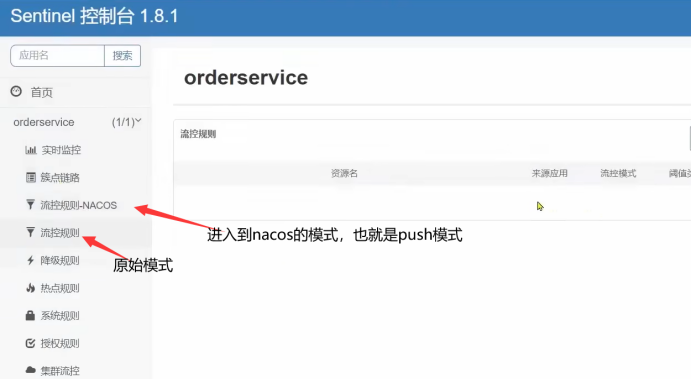 Sentinel 控制台 1.8.1
应用名 搜索
首页
orderservice (1/1)
实时监控
簇点链路
流控规则-NACOS
流控规则
降级规则
热点规则
系统规则
授权规则
集群流控
orderservice
流控规则
资源名 来源应用 流控模式 阈值
进入到nacos的模式，也就是push模式
原始模式